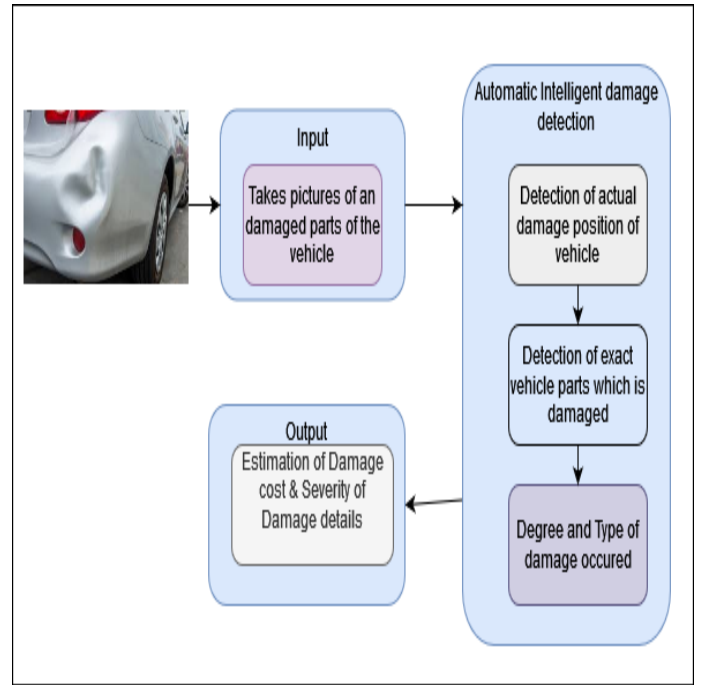 Input
Takes pictures of an
damaged parts of the
vehicle
Automatic Intelligent damage
detection
Detection of actual
damage position of
vehicle
Detection of exact
vehicle parts which is
damaged
Degree and Type of
damage occured
Output
Estimation of Damage
cost & Severity of
Damage details